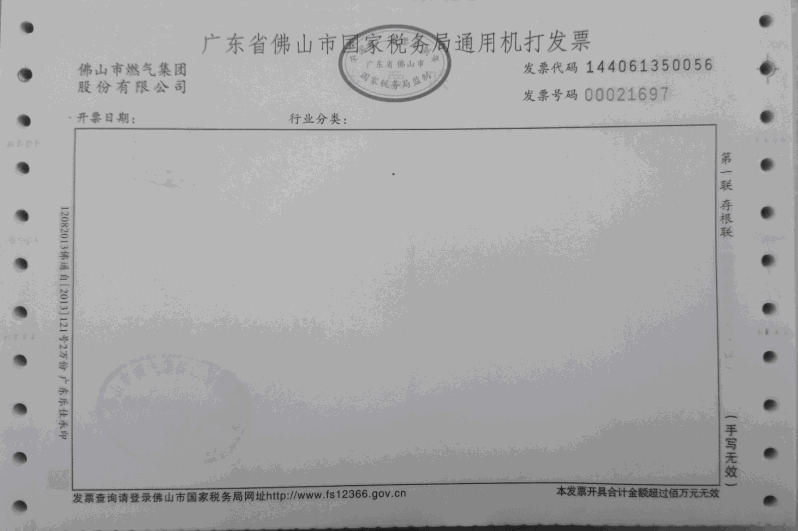 广东省佛山市国家税务局通用机打发票
广东省佛山市
国家税务局监制
佛山市燃气集团
股份有限公司
发票代码 144061350056
发票号码 00021697
开票日期：
行业分类：
第一联 存根联
12082013佛通自[2013]121号2万份 广东乐佳承印
（手写无效）
发票查询请登录佛山市国家税务局网址http://www.fs12366.gov.cn
本发票开具合计金额超过佰万元无效